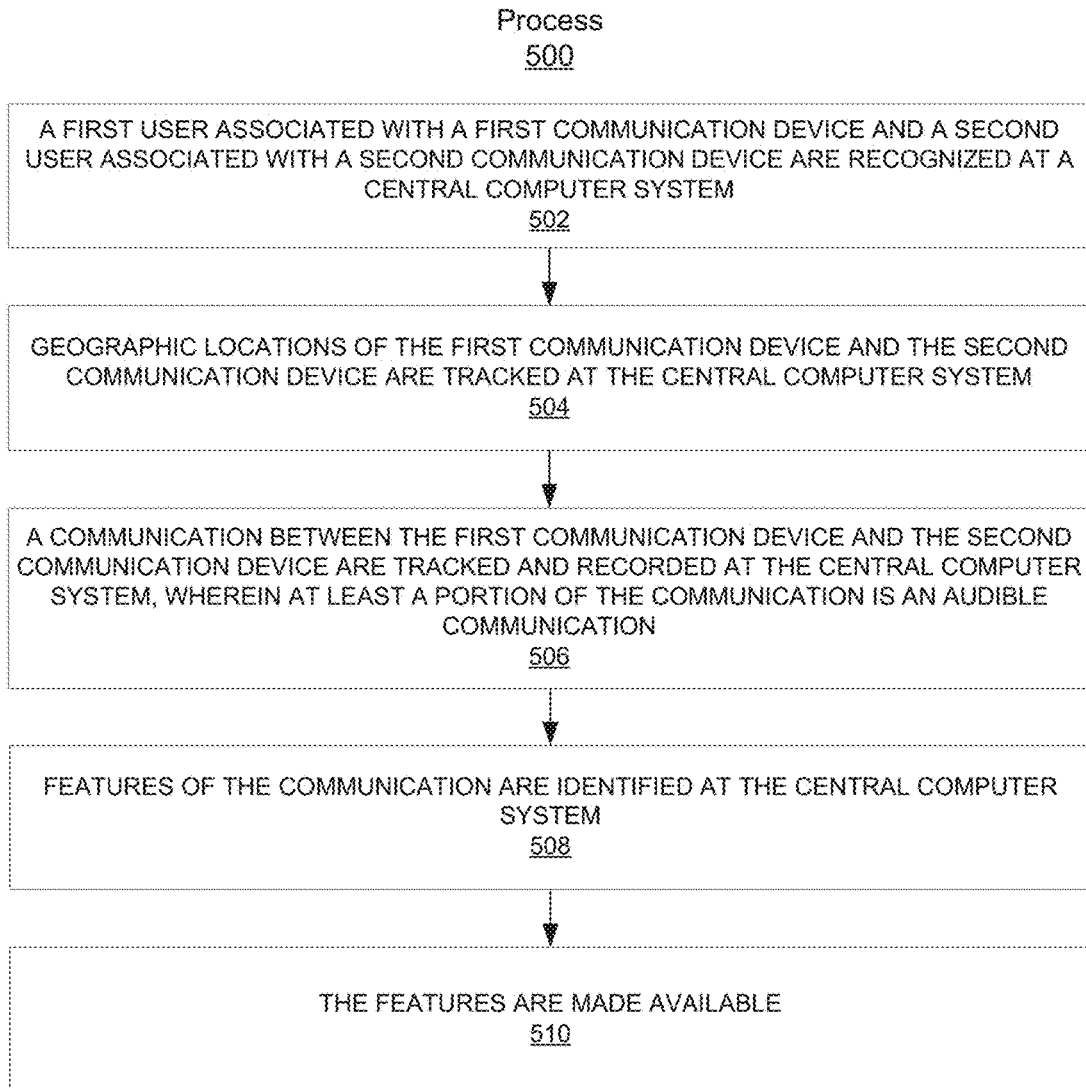 Process
500
A FIRST USER ASSOCIATED WITH A FIRST COMMUNICATION DEVICE AND A SECOND
USER ASSOCIATED WITH A SECOND COMMUNICATION DEVICE ARE RECOGNIZED AT A
CENTRAL COMPUTER SYSTEM
502
GEOGRAPHIC LOCATIONS OF THE FIRST COMMUNICATION DEVICE AND THE SECOND
COMMUNICATION DEVICE ARE TRACKED AT THE CENTRAL COMPUTER SYSTEM
504
A COMMUNICATION BETWEEN THE FIRST COMMUNICATION DEVICE AND THE SECOND
COMMUNICATION DEVICE ARE TRACKED AND RECORDED AT THE CENTRAL COMPUTER
SYSTEM, WHEREIN AT LEAST A PORTION OF THE COMMUNICATION IS AN AUDIBLE
COMMUNICATION
506
FEATURES OF THE COMMUNICATION ARE IDENTIFIED AT THE CENTRAL COMPUTER
SYSTEM
508
THE FEATURES ARE MADE AVAILABLE
510